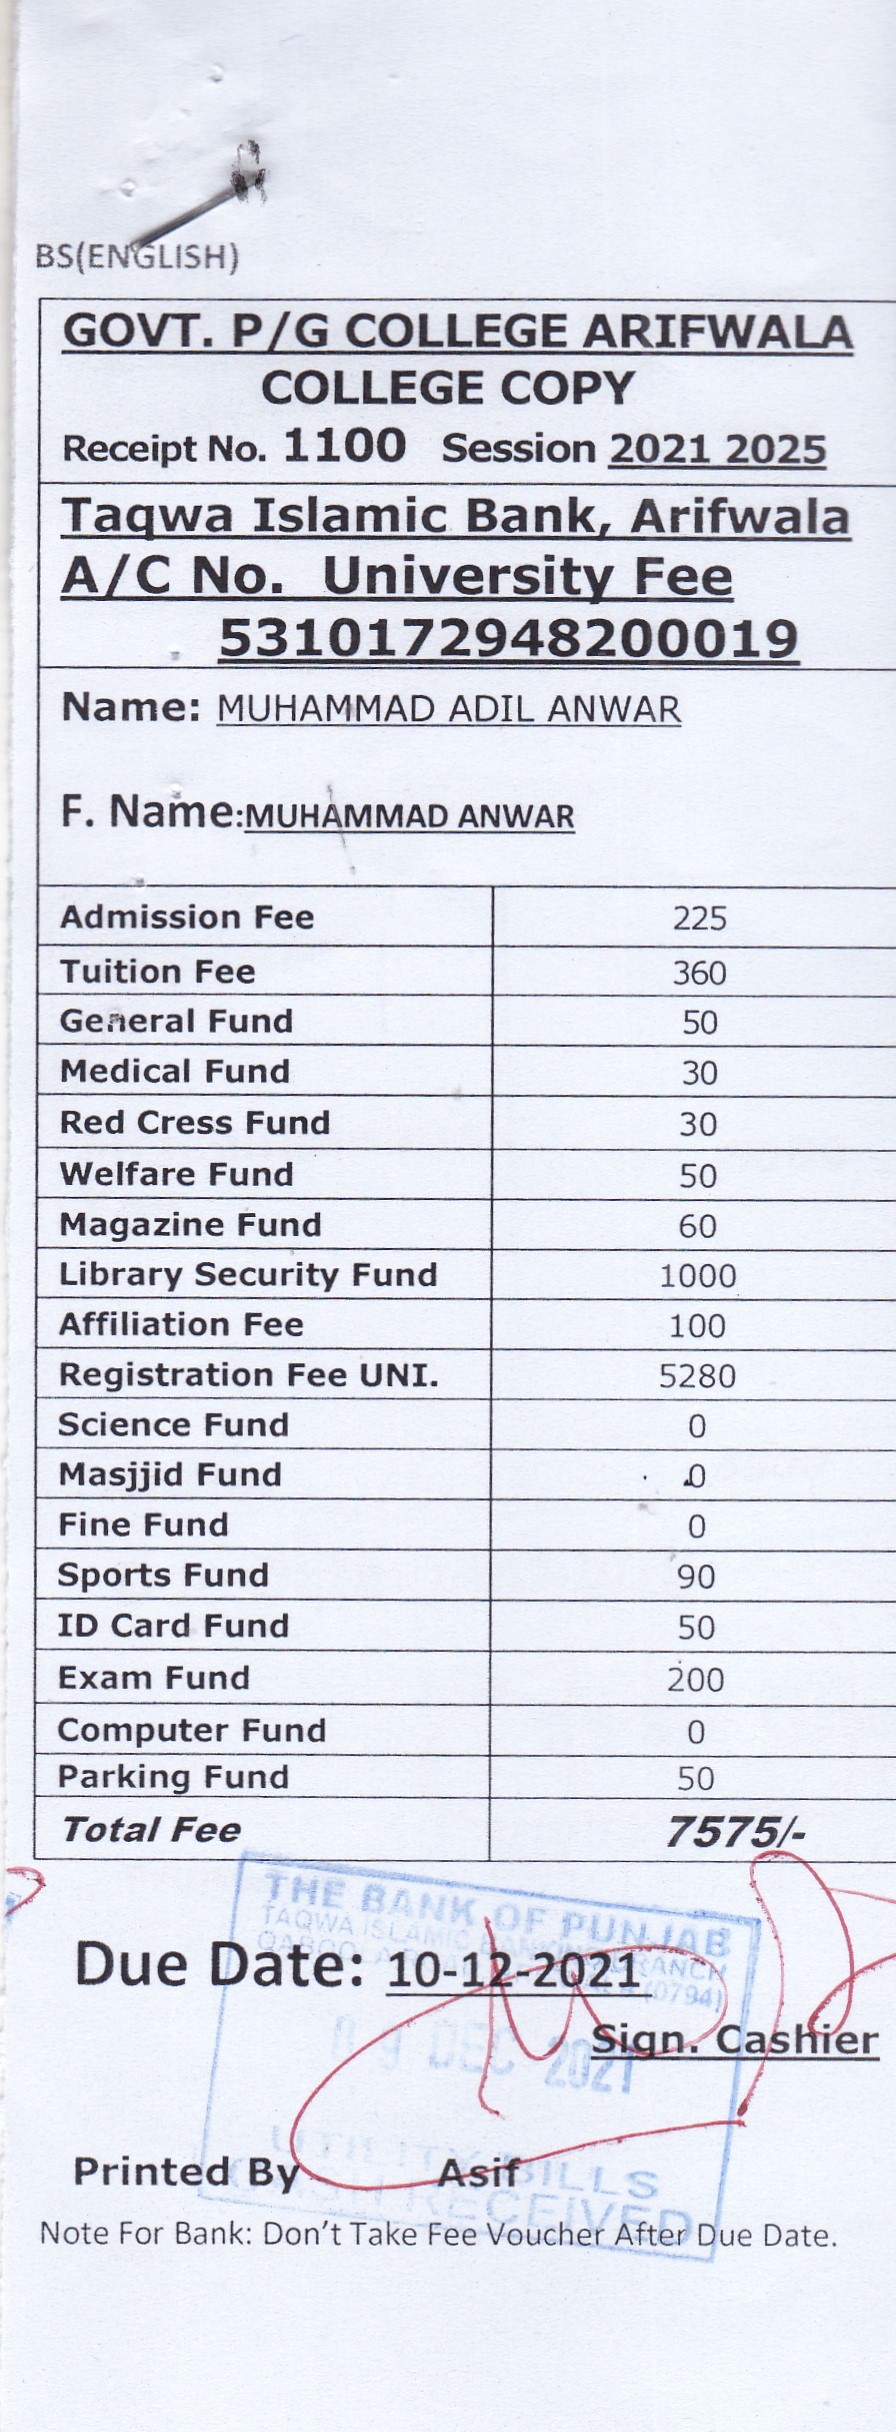 BS(ENGLISH)
GOVT. P/G COLLEGE ARIFWALA
COLLEGE COPY
Receipt No. 1100 Session 2021 2025
Taqwa Islamic Bank, Arifwala
A/C No. University Fee
5310172948200019
Name: MUHAMMAD ADIL ANWAR
F. Name:MUHAMMAD ANWAR
Admission Fee 225
Tuition Fee 360
General Fund 50
Medical Fund 30
Red Cress Fund 30
Welfare Fund 50
Magazine Fund 60
Library Security Fund 1000
Affiliation Fee 100
Registration Fee UNI. 5280
Science Fund 0
Masjjid Fund 0
Fine Fund 0
Sports Fund 90
ID Card Fund 50
Exam Fund 200
Computer Fund 0
Parking Fund 50
Total Fee 7575/-
THE BANK OF PUNJAB
TAQWA ISLAMIC BANKING BRANCH
(0794)
Due Date: 10-12-2021
Sign. Cashier
09 DEC 2021
UTILITY BILLS
CASH RECEIVED
Printed By Asif
Note For Bank: Don't Take Fee Voucher After Due Date.